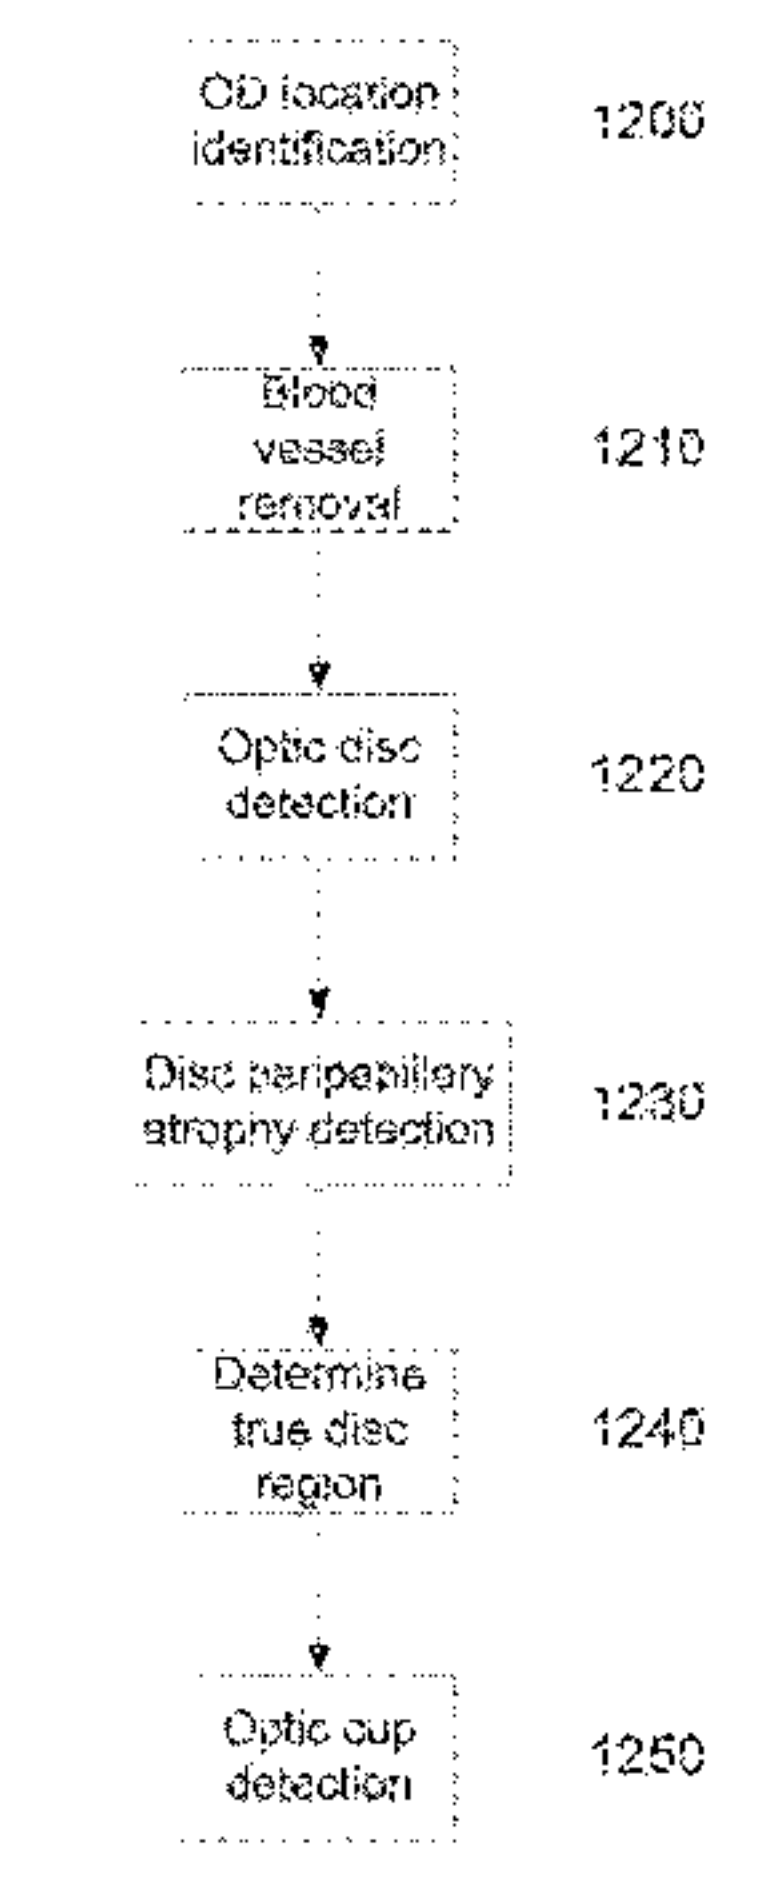 OD location
identification
1200
Blood
vessel
removal
1210
Optic disc
detection
1220
Disc peripapillary
atrophy detection
1230
Determine
true disc
region
1240
Optic cup
detection
1250